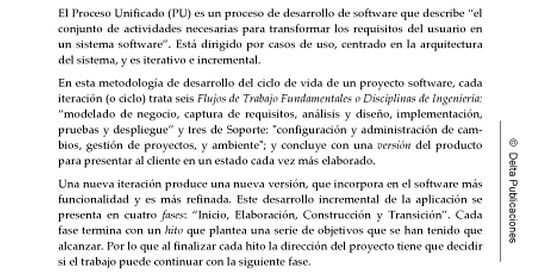 El Proceso Unificado (PU) es un proceso de desarrollo de software que describe “el
conjunto de actividades necesarias para transformar los requisitos del usuario en
un sistema software”. Está dirigido por casos de uso, centrado en la arquitectura
del sistema, y es iterativo e incremental.
En esta metodología de desarrollo del ciclo de vida de un proyecto software, cada
iteración (o ciclo) trata seis Flujos de Trabajo Fundamentales o Disciplinas de Ingeniería:
“modelado de negocio, captura de requisitos, análisis y diseño, implementación,
pruebas y despliegue” y tres de Soporte: "configuración y administración de cam-
bios, gestión de proyectos, y ambiente"; y concluye con una versión del producto
para presentar al cliente en un estado cada vez más elaborado.
Una nueva iteración produce una nueva versión, que incorpora en el software más
funcionalidad y es más refinada. Este desarrollo incremental de la aplicación se
presenta en cuatro fases: “Inicio, Elaboración, Construcción y Transición”. Cada
fase termina con un hito que plantea una serie de objetivos que se han tenido que
alcanzar. Por lo que al finalizar cada hito la dirección del proyecto tiene que decidir
si el trabajo puede continuar con la siguiente fase.
© Delta Publicaciones